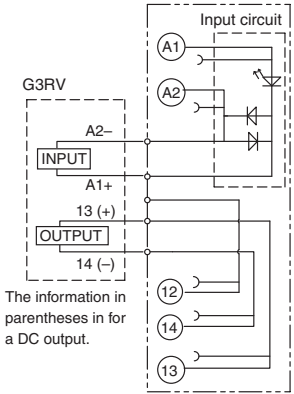 Input circuit
A1
A2
G3RV
A2–
INPUT
A1+
13 (+)
OUTPUT
14 (–)
12
14
13
The information in
parentheses in for
a DC output.